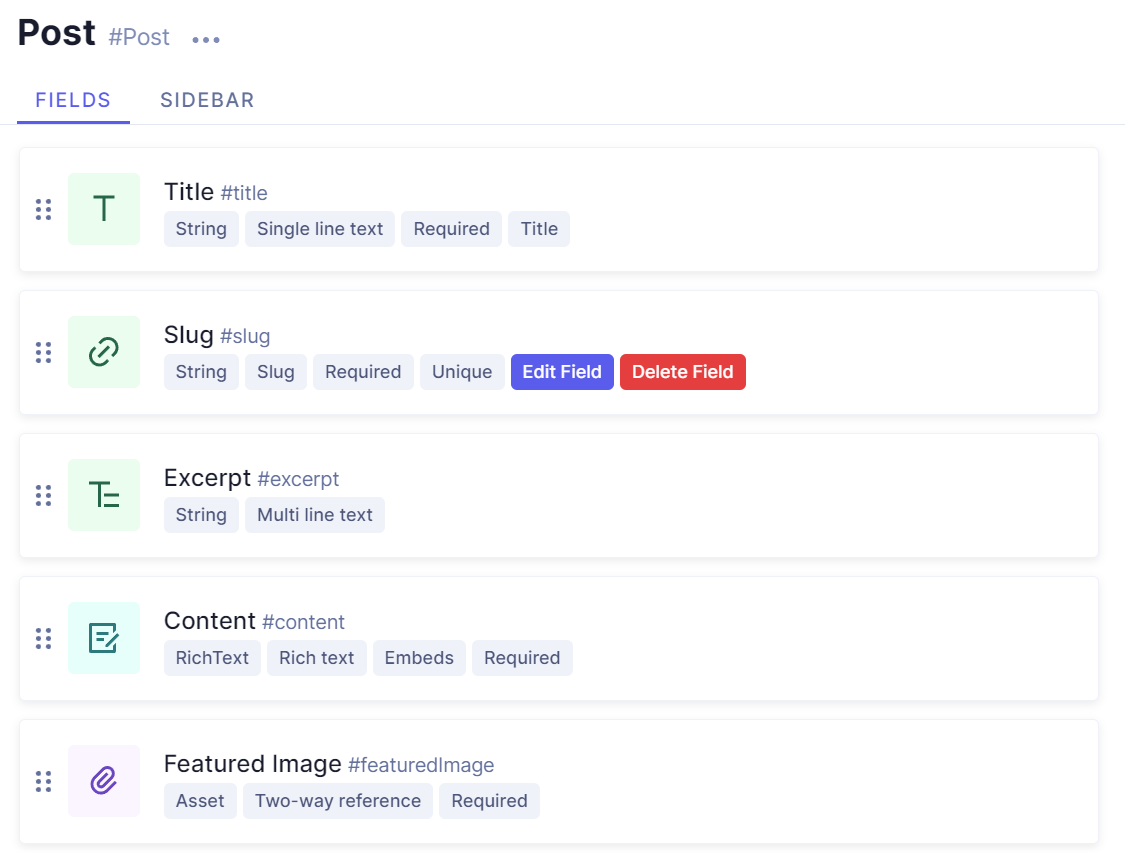 Post #Post ...
FIELDS SIDEBAR
Title #title
String Single line text Required Title
Slug #slug
String Slug Required Unique Edit Field Delete Field
Excerpt #excerpt
String Multi line text
Content #content
RichText Rich text Embeds Required
Featured Image #featuredImage
Asset Two-way reference Required